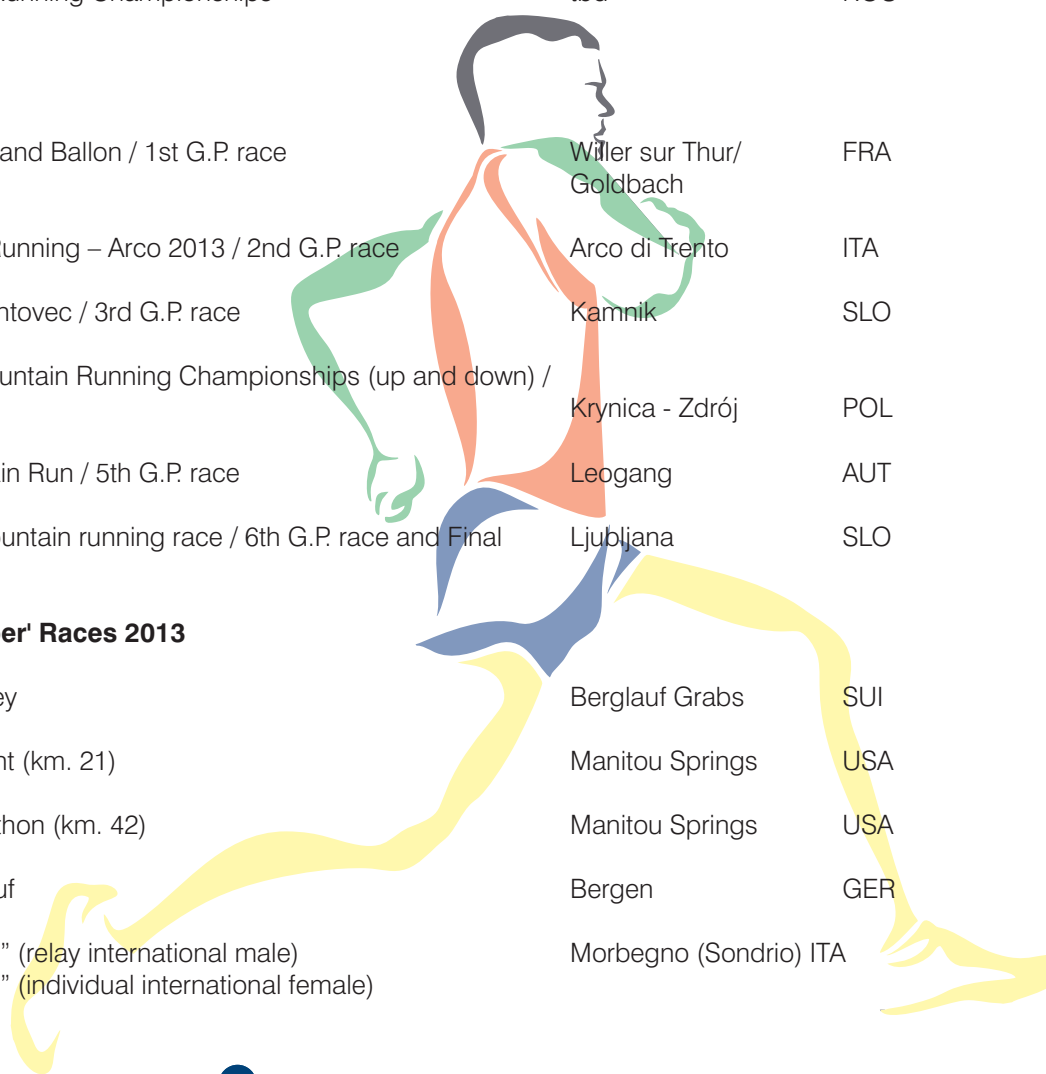 and Ballon / 1st G.P. race Willer sur Thur/ FRA
Goldbach
unning – Arco 2013 / 2nd G.P. race Arco di Trento ITA
ntovec / 3rd G.P. race Kamnik SLO
untain Running Championships (up and down) /
Krynica - Zdrój POL
in Run / 5th G.P. race Leogang AUT
ountain running race / 6th G.P. race and Final Ljubljana SLO
er' Races 2013
ey Berglauf Grabs SUI
nt (km. 21) Manitou Springs USA
thon (km. 42) Manitou Springs USA
uf Bergen GER
” (relay international male) Morbegno (Sondrio) ITA
” (individual international female)